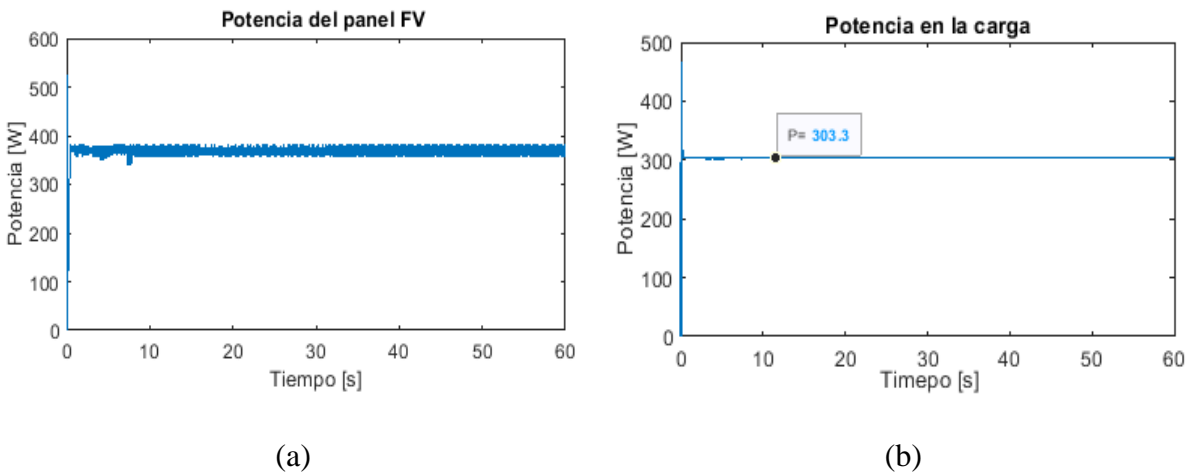 Potencia del panel FV
600
500
400
300
200
100
0
Potencia [W]
0 10 20 30 40 50 60
Tiempo [s]
(a)
Potencia en la carga
500
400
300
200
100
0
Potencia [W]
P= 303.3
0 10 20 30 40 50 60
Timepo [s]
(b)